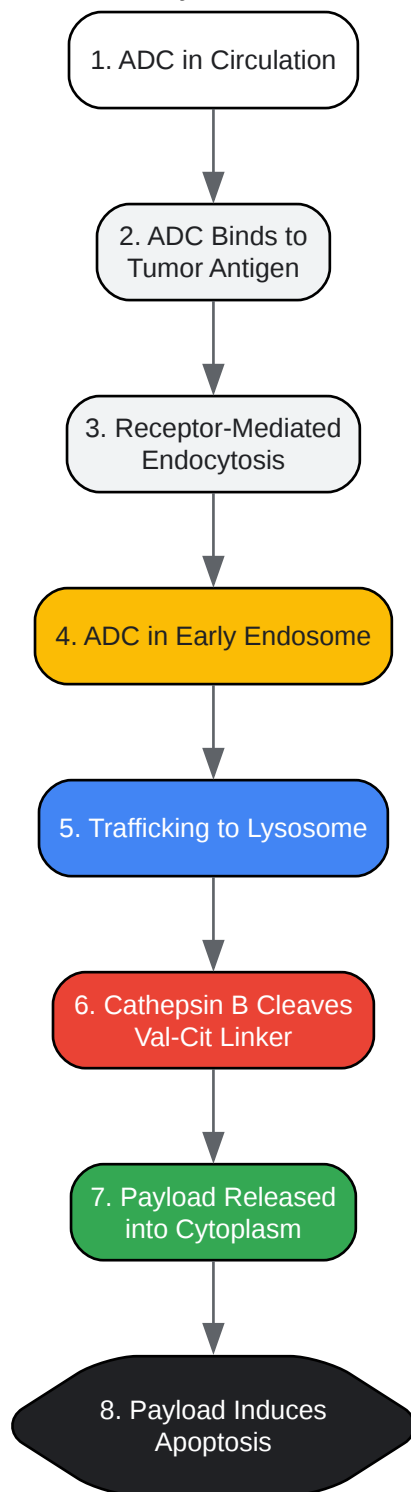 1. ADC in Circulation
2. ADC Binds to
Tumor Antigen
3. Receptor-Mediated
Endocytosis
4. ADC in Early Endosome
5. Trafficking to Lysosome
6. Cathepsin B Cleaves
Val-Cit Linker
7. Payload Released
into Cytoplasm
8. Payload Induces
Apoptosis